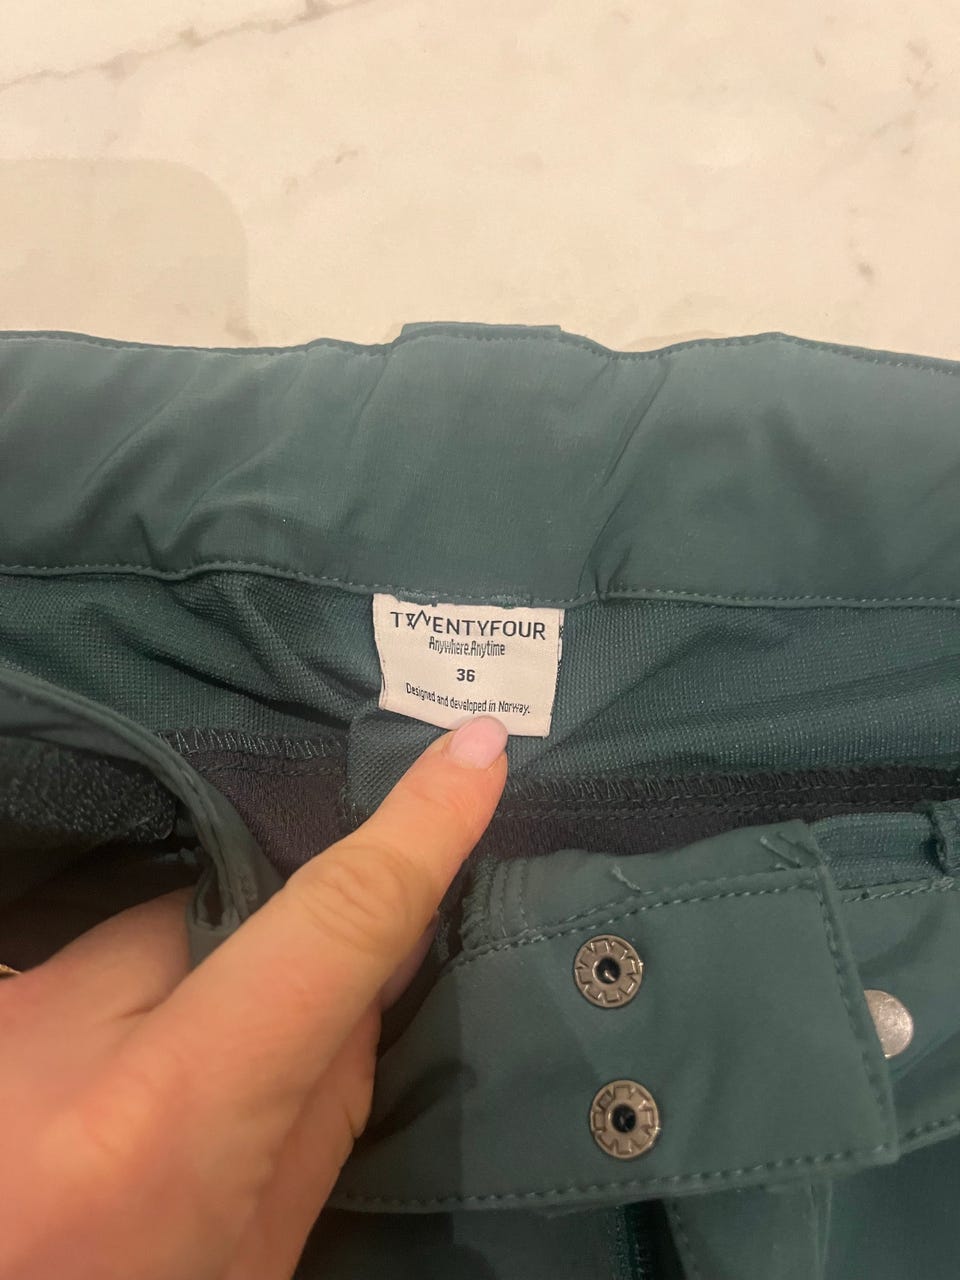 TWENTYFOUR
Anywhere.Anytime
36
Designed and developed in Norway.